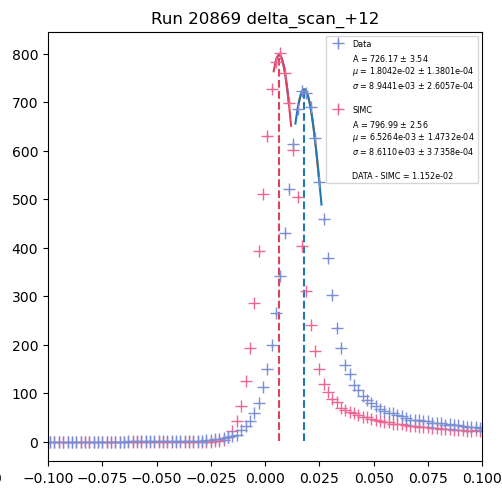 Run 20869 delta_scan_+12
Data
A = 726.17 ± 3.54
μ = 1.8042e-02 ± 1.3801e-04
σ = 8.9441e-03 ± 2.6057e-04
SIMC
A = 796.99 ± 2.56
μ = 6.5264e-03 ± 1.4732e-04
σ = 8.6110e-03 ± 3.7358e-04
DATA - SIMC = 1.152e-02
800
700
600
500
400
300
200
100
0
−0.100 −0.075 −0.050 −0.025 0.000 0.025 0.050 0.075 0.100